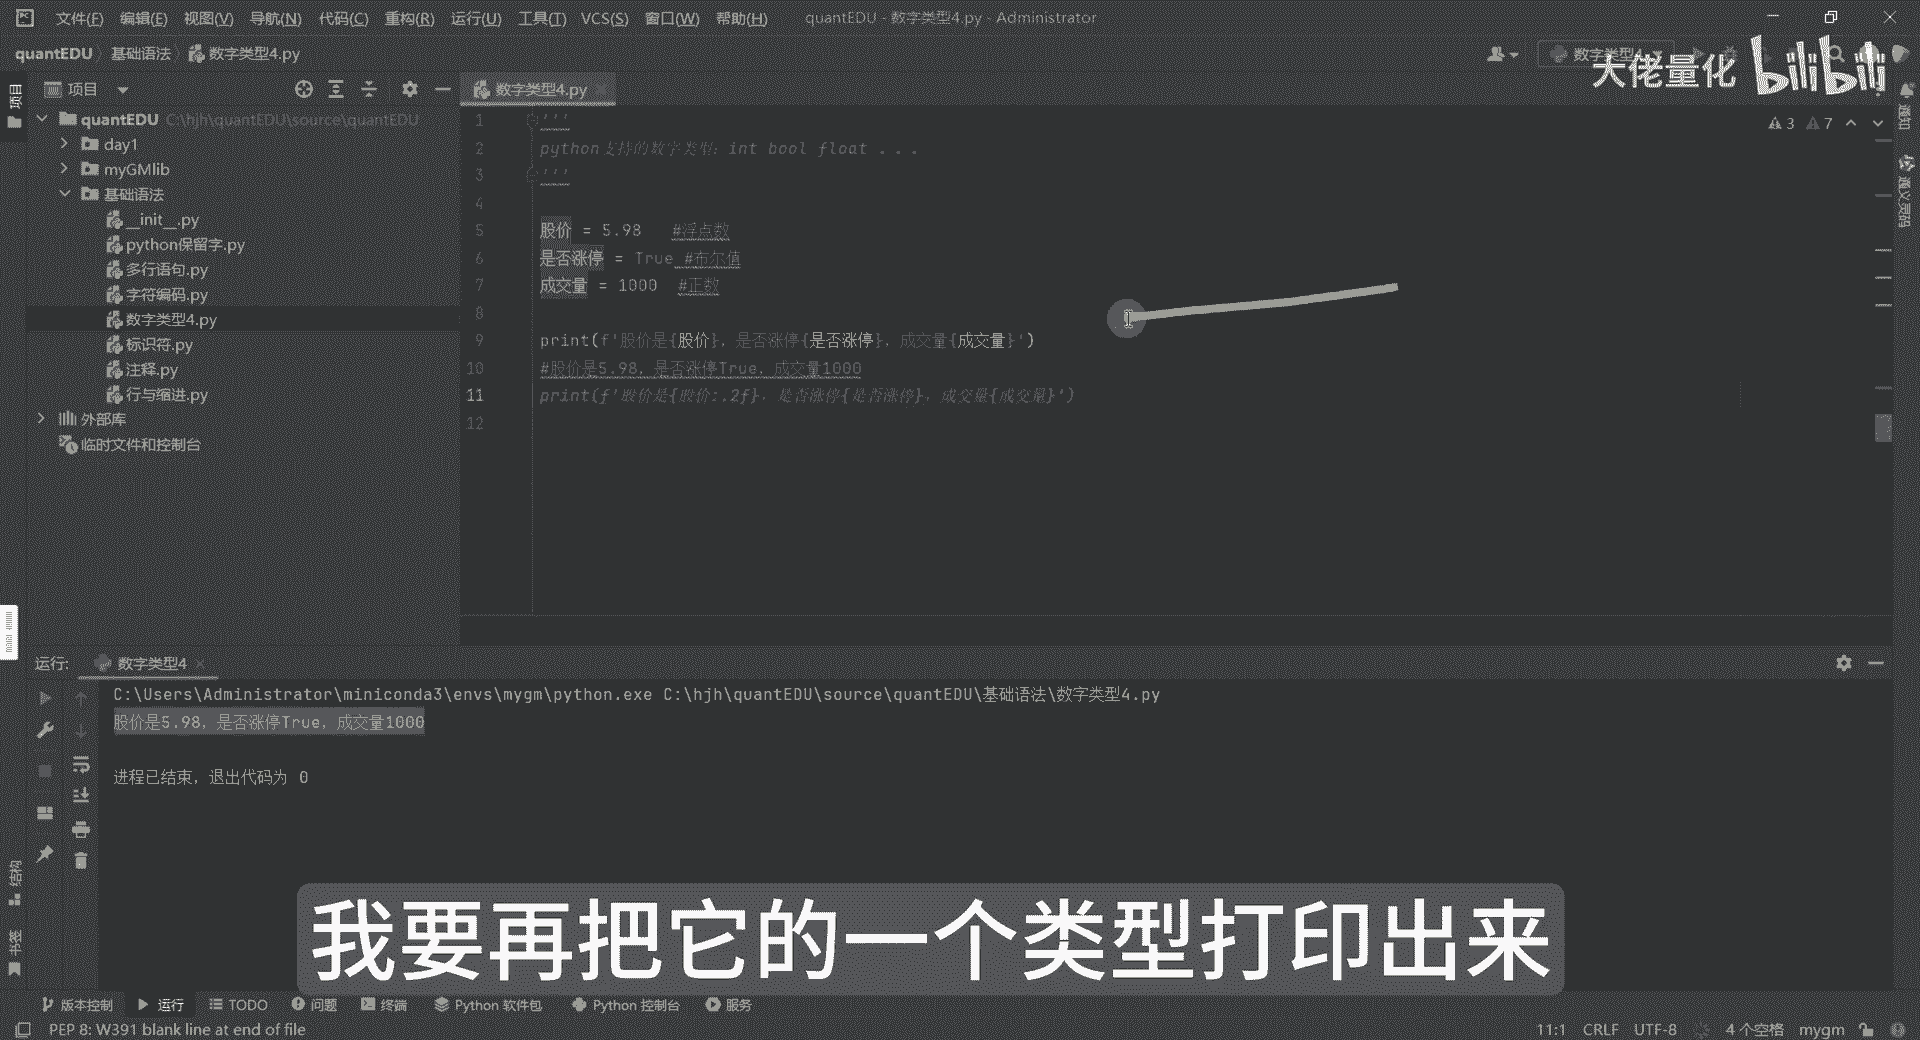 文件(F) 编辑(E) 视图(V) 导航(N) 代码(C) 重构(R) 运行(U) 工具(T) VCS(S) 窗口(W) 帮助(H) quantEDU - 数字类型4.py - Administrator
quantEDU 基础语法 数字类型4.py 数字类型4
大佬量化 bilibili
项目
项目
数字类型4.py
通知
通义灵码
quantEDU C:\hjh\quantEDU\source\quantEDU
day1
myGMlib
基础语法
__init__.py
python保留字.py
多行语句.py
字符编码.py
数字类型4.py
标识符.py
注释.py
行与缩进.py
外部库
临时文件和控制台
3 7
1 '''
2 python支持的数字类型: int bool float ...
3 '''
4
5 股价 = 5.98 #浮点数
6 是否涨停 = True #布尔值
7 成交量 = 1000 #正数
8
9 print(f'股价是{股价}，是否涨停{是否涨停}，成交量{成交量}')
10 #股价是5.98，是否涨停True，成交量1000
11 print(f'股价是{股价:.2f}，是否涨停{是否涨停}，成交量{成交量}')
12
运行: 数字类型4
C:\Users\Administrator\miniconda3\envs\mygm\python.exe C:\hjh\quantEDU\source\quantEDU\基础语法\数字类型4.py
股价是5.98，是否涨停True，成交量1000
进程已结束，退出代码为 0
结构
书签
我要再把它的一个类型打印出来
版本控制 运行 TODO 问题 终端 Python 软件包 Python 控制台 服务
PEP 8: W391 blank line at end of file 11:1 CRLF UTF-8 4 个空格 mygm